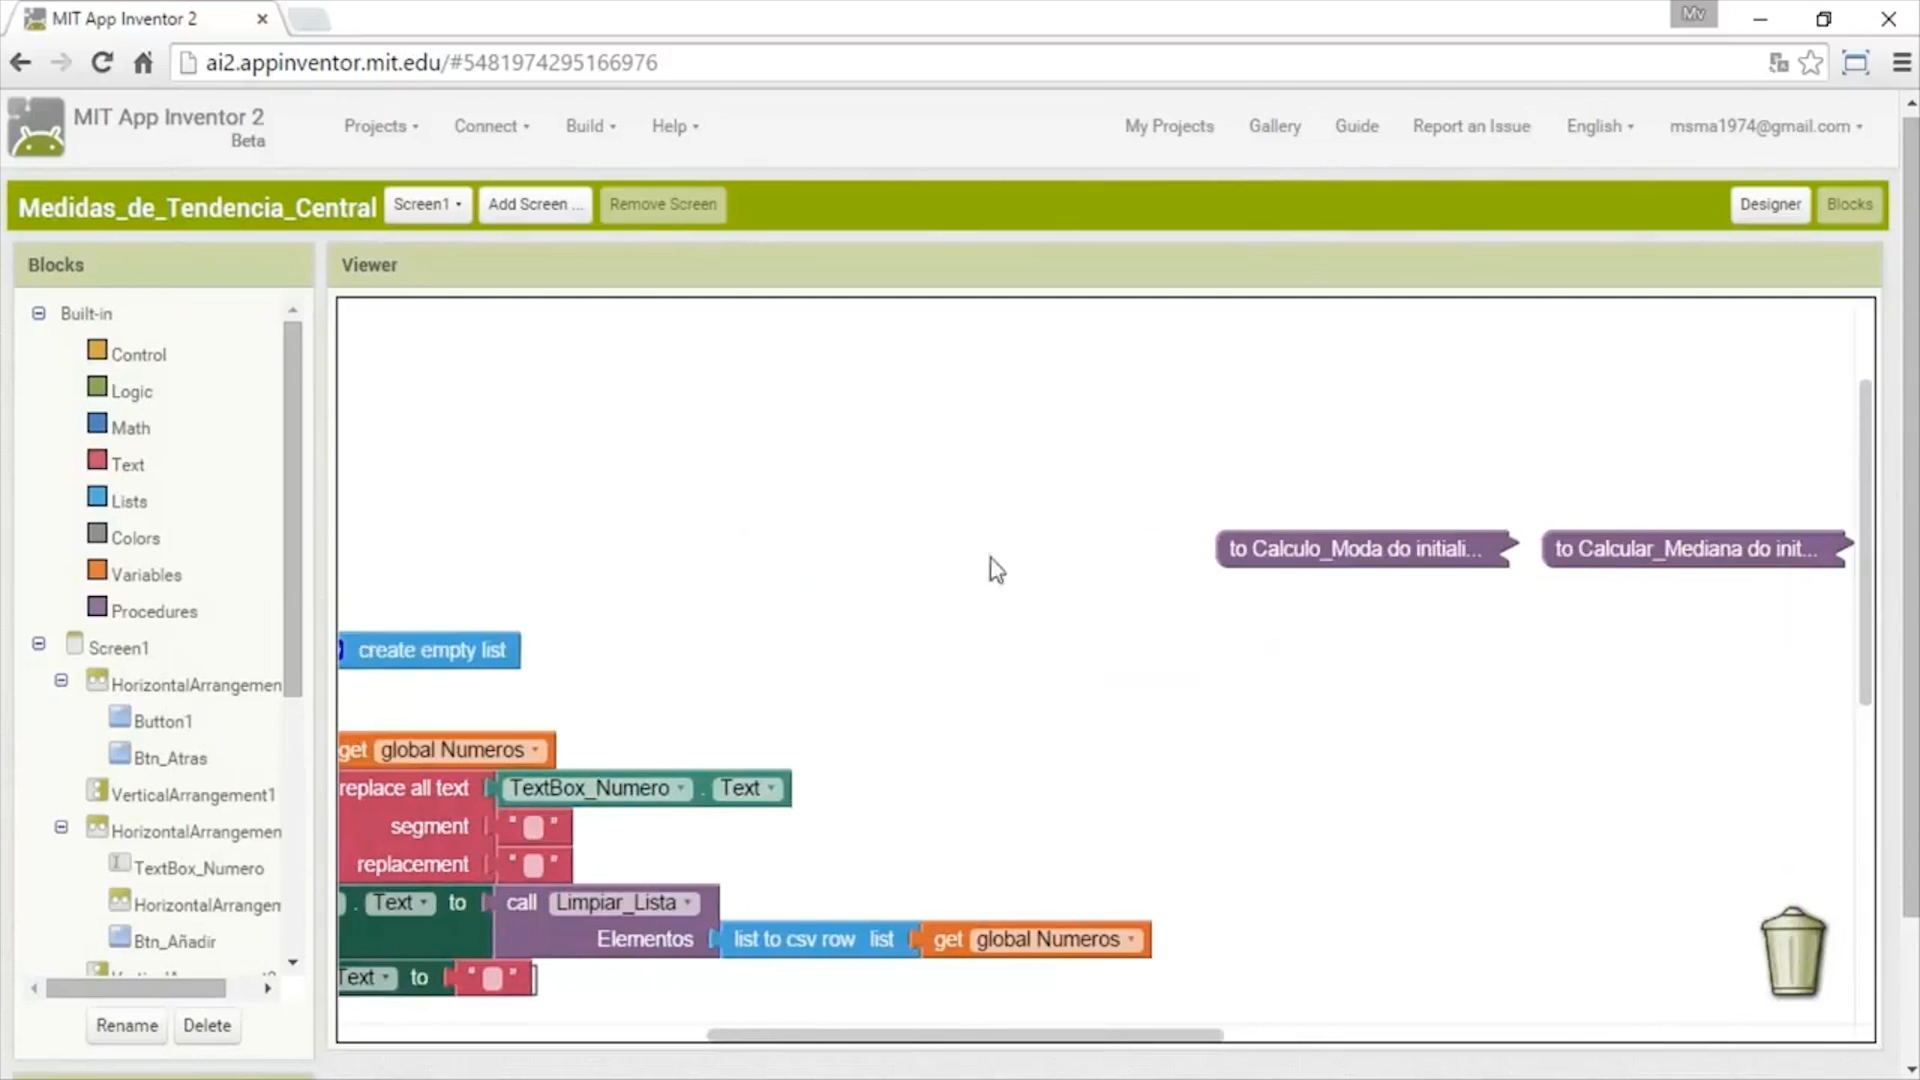 MIT App Inventor 2
Mv
ai2.appinventor.mit.edu/#5481974295166976
MIT App Inventor 2
Beta
Projects
Connect
Build
Help
My Projects
Gallery
Guide
Report an Issue
English
msma1974@gmail.com
Medidas_de_Tendencia_Central
Screen1
Add Screen ...
Remove Screen
Designer
Blocks
Blocks
Viewer
Built-in
Control
Logic
Math
Text
Lists
Colors
Variables
Procedures
Screen1
HorizontalArrangemen
Button1
Btn_Atras
VerticalArrangement1
HorizontalArrangemen
TextBox_Numero
HorizontalArrangen
Btn_Añadir
Rename
Delete
to Calculo_Moda do initiali...
to Calcular_Mediana do init...
create empty list
get global Numeros
replace all text TextBox_Numero . Text
segment " "
replacement " "
. Text to call Limpiar_Lista
Elementos list to csv row list get global Numeros
Text to " "